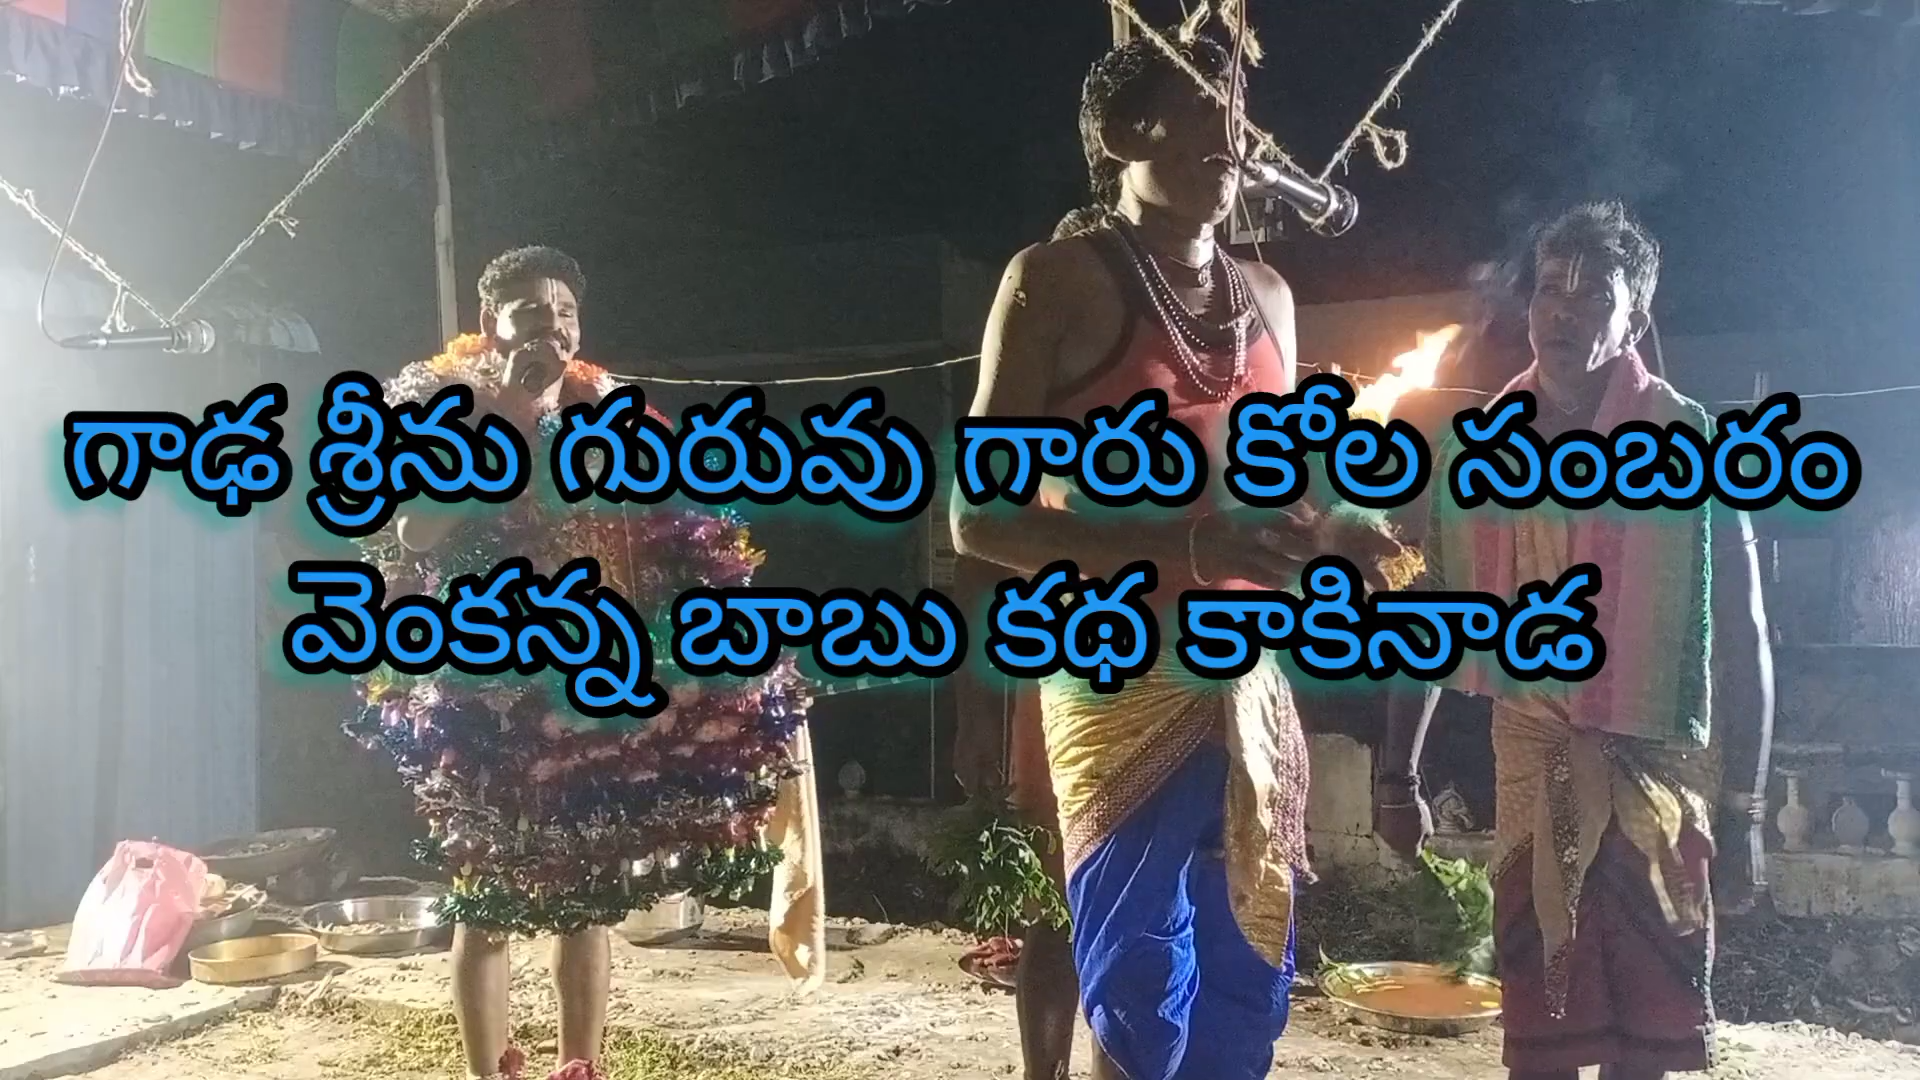 గాఢ శ్రీను గురువు గారు కోల సంబరం
వెంకన్న బాబు కథ కాకినాడ